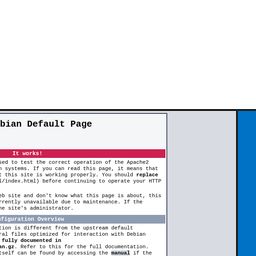 bian Default Page
It works!
sed to test the correct operation of the Apache2
n systems. If you can read this page, it means that
t this site is working properly. You should replace
l/index.html) before continuing to operate your HTTP
eb site and don't know what this page is about, this
rrently unavailable due to maintenance. If the
he site's administrator.
nfiguration Overview
tion is different from the upstream default
ral files optimized for interaction with Debian
fully documented in
an.gz. Refer to this for the full documentation.
tself can be found by accessing the manual if the